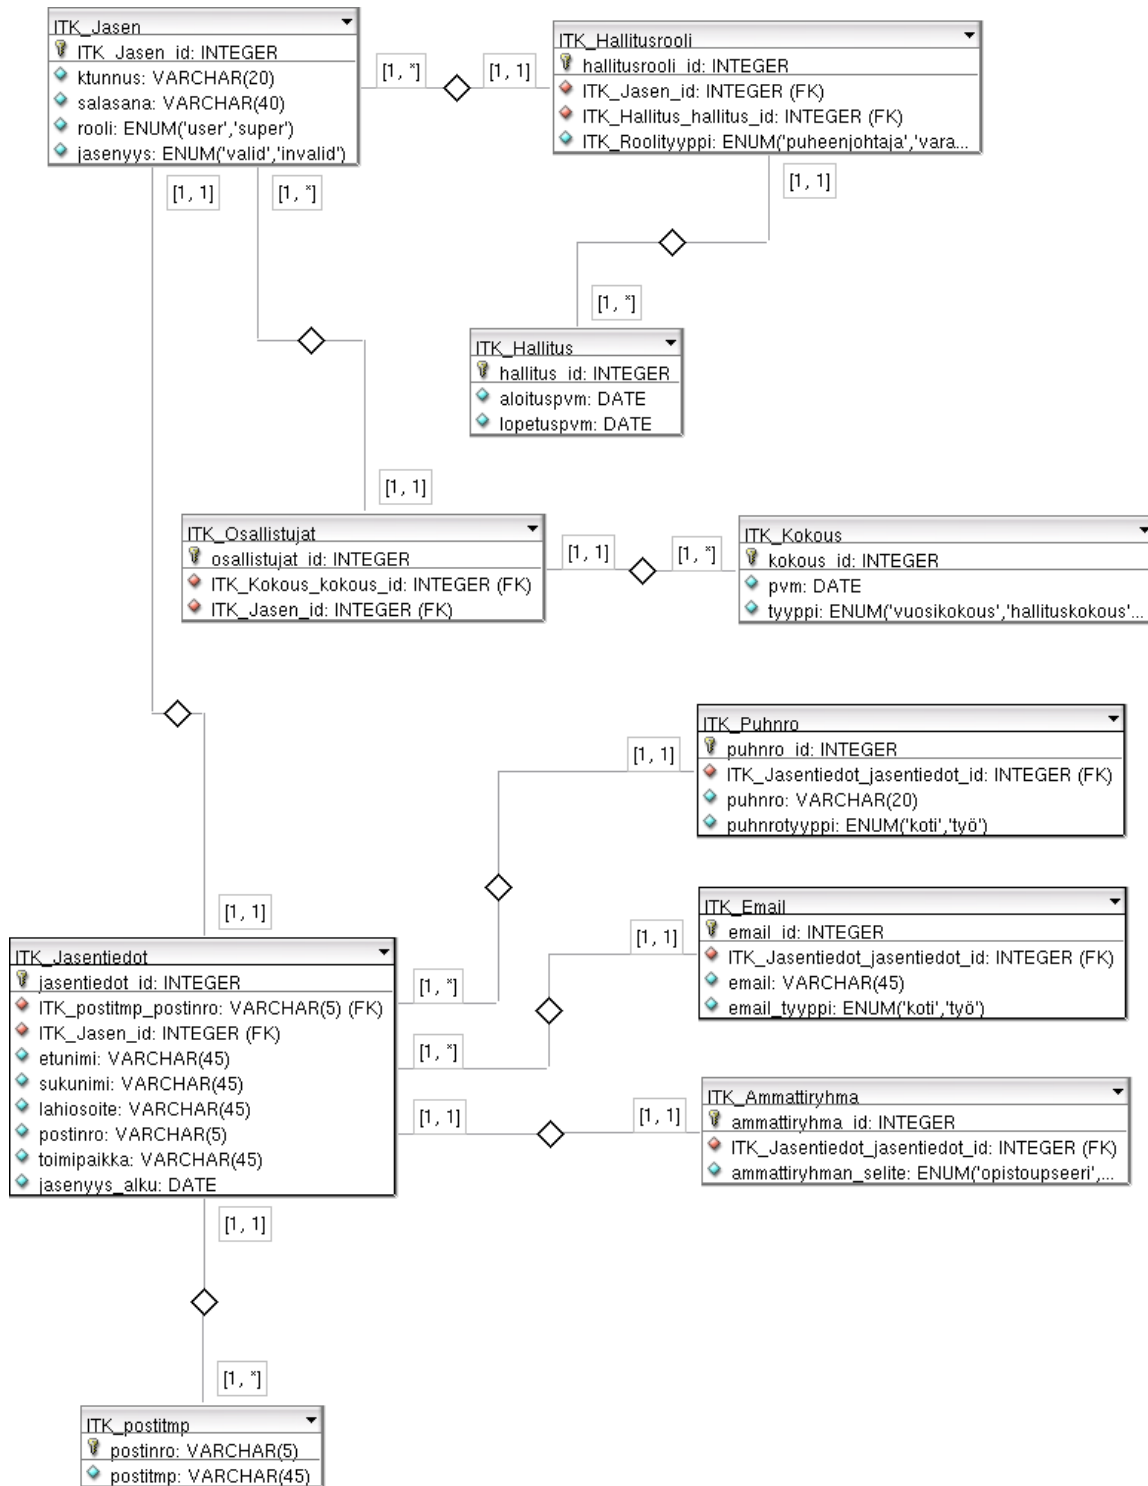 ITK_Jasen
ITK_Jasen_id: INTEGER
ktunnus: VARCHAR(20)
salasana: VARCHAR(40)
rooli: ENUM('user','super')
jasenyys: ENUM('valid','invalid')
[1, *]
[1, 1]
ITK_Hallitusrooli
hallitusrooli_id: INTEGER
ITK_Jasen_id: INTEGER (FK)
ITK_Hallitus_hallitus_id: INTEGER (FK)
ITK_Roolityyppi: ENUM('puheenjohtaja','vara...
[1, 1]
[1, *]
[1, 1]
[1, *]
ITK_Hallitus
hallitus_id: INTEGER
aloituspvm: DATE
lopetuspvm: DATE
[1, 1]
ITK_Osallistujat
osallistujat_id: INTEGER
ITK_Kokous_kokous_id: INTEGER (FK)
ITK_Jasen_id: INTEGER (FK)
[1, 1]
[1, *]
ITK_Kokous
kokous_id: INTEGER
pvm: DATE
tyyppi: ENUM('vuosikokous','hallituskokous'...
ITK_Puhnro
puhnro_id: INTEGER
ITK_Jasentiedot_jasentiedot_id: INTEGER (FK)
puhnro: VARCHAR(20)
puhnrotyyppi: ENUM('koti','työ')
[1, 1]
[1, 1]
ITK_Email
email_id: INTEGER
ITK_Jasentiedot_jasentiedot_id: INTEGER (FK)
email: VARCHAR(45)
email_tyyppi: ENUM('koti','työ')
[1, 1]
ITK_Jasentiedot
jasentiedot_id: INTEGER
ITK_postitmp_postinro: VARCHAR(5) (FK)
ITK_Jasen_id: INTEGER (FK)
etunimi: VARCHAR(45)
sukunimi: VARCHAR(45)
lahiosoite: VARCHAR(45)
postinro: VARCHAR(5)
toimipaikka: VARCHAR(45)
jasenyys_alku: DATE
[1, *]
[1, *]
[1, 1]
[1, 1]
ITK_Ammattiryhma
ammattiryhma_id: INTEGER
ITK_Jasentiedot_jasentiedot_id: INTEGER (FK)
ammattiryhman_selite: ENUM('opistoupseeri',...
[1, 1]
[1, *]
ITK_postitmp
postinro: VARCHAR(5)
postitmp: VARCHAR(45)